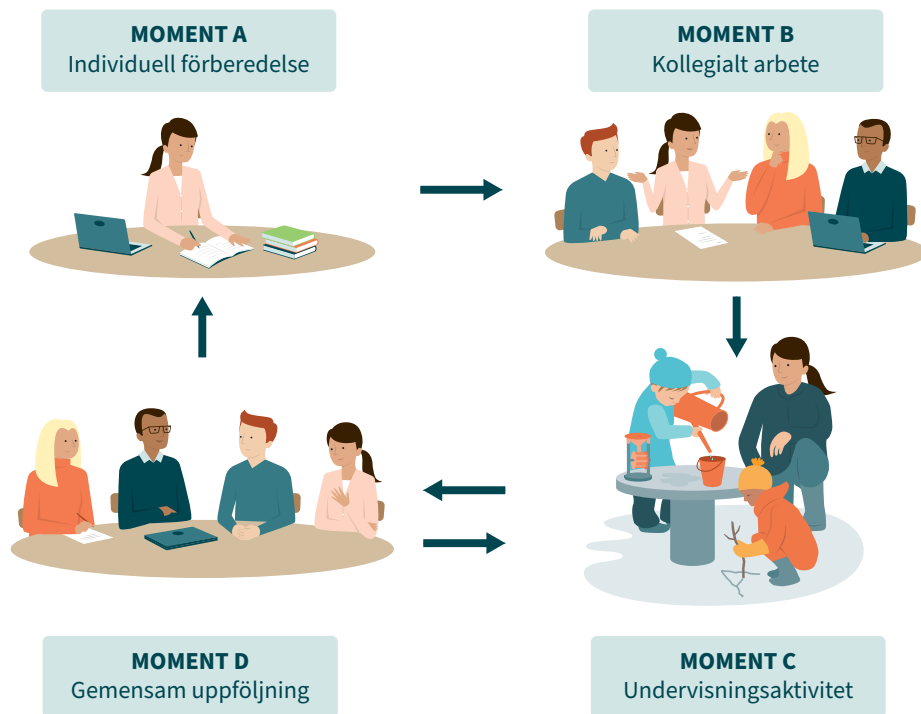 MOMENT A
Individuell förberedelse
MOMENT B
Kollegialt arbete
MOMENT D
Gemensam uppföljning
MOMENT C
Undervisningsaktivitet